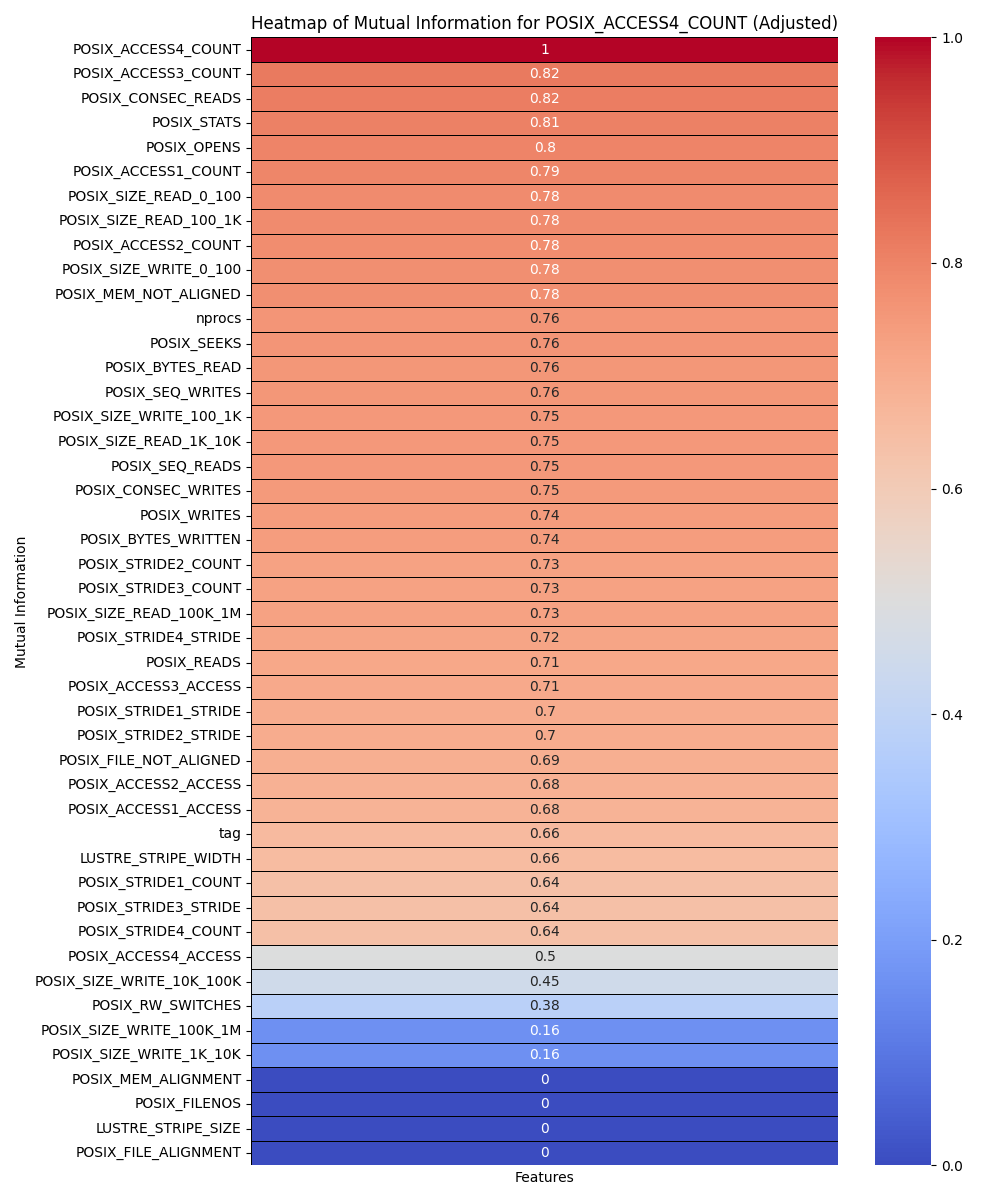 Heatmap of Mutual Information for POSIX_ACCESS4_COUNT (Adjusted)
POSIX_ACCESS4_COUNT 1
POSIX_ACCESS3_COUNT 0.82
POSIX_CONSEC_READS 0.82
POSIX_STATS 0.81
POSIX_OPENS 0.8
POSIX_ACCESS1_COUNT 0.79
POSIX_SIZE_READ_0_100 0.78
POSIX_SIZE_READ_100_1K 0.78
POSIX_ACCESS2_COUNT 0.78
POSIX_SIZE_WRITE_0_100 0.78
POSIX_MEM_NOT_ALIGNED 0.78
nprocs 0.76
POSIX_SEEKS 0.76
POSIX_BYTES_READ 0.76
POSIX_SEQ_WRITES 0.76
POSIX_SIZE_WRITE_100_1K 0.75
POSIX_SIZE_READ_1K_10K 0.75
POSIX_SEQ_READS 0.75
POSIX_CONSEC_WRITES 0.75
POSIX_WRITES 0.74
POSIX_BYTES_WRITTEN 0.74
POSIX_STRIDE2_COUNT 0.73
POSIX_STRIDE3_COUNT 0.73
POSIX_SIZE_READ_100K_1M 0.73
POSIX_STRIDE4_STRIDE 0.72
POSIX_READS 0.71
POSIX_ACCESS3_ACCESS 0.71
POSIX_STRIDE1_STRIDE 0.7
POSIX_STRIDE2_STRIDE 0.7
POSIX_FILE_NOT_ALIGNED 0.69
POSIX_ACCESS2_ACCESS 0.68
POSIX_ACCESS1_ACCESS 0.68
tag 0.66
LUSTRE_STRIPE_WIDTH 0.66
POSIX_STRIDE1_COUNT 0.64
POSIX_STRIDE3_STRIDE 0.64
POSIX_STRIDE4_COUNT 0.64
POSIX_ACCESS4_ACCESS 0.5
POSIX_SIZE_WRITE_10K_100K 0.45
POSIX_RW_SWITCHES 0.38
POSIX_SIZE_WRITE_100K_1M 0.16
POSIX_SIZE_WRITE_1K_10K 0.16
POSIX_MEM_ALIGNMENT 0
POSIX_FILENOS 0
LUSTRE_STRIPE_SIZE 0
POSIX_FILE_ALIGNMENT 0
Mutual Information
Features
1.0
0.8
0.6
0.4
0.2
0.0